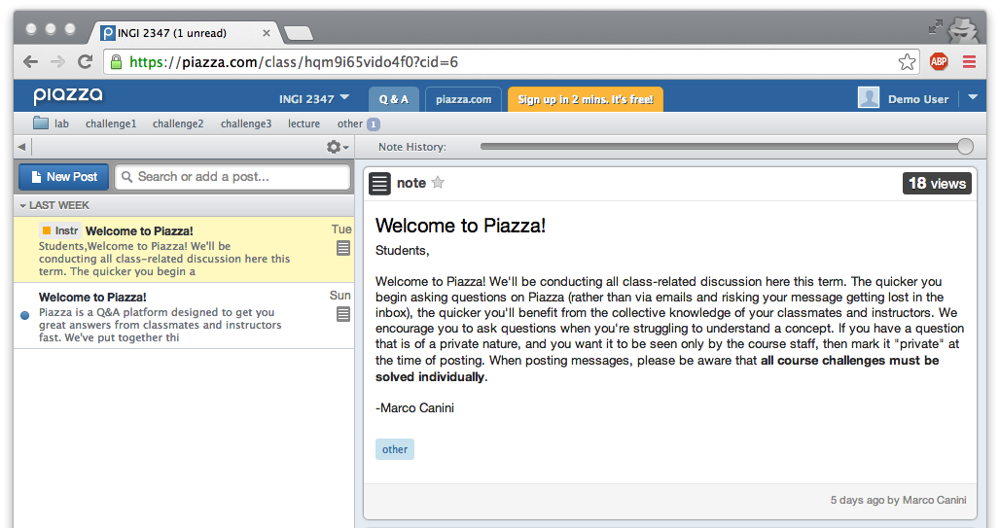 INGI 2347 (1 unread)
https://piazza.com/class/hqm9i65vido4f0?cid=6
ABP
piazza
INGI 2347
Q & A
piazza.com
Sign up in 2 mins. It's free!
Demo User
lab challenge1 challenge2 challenge3 lecture other 1
Note History:
New Post
Search or add a post...
LAST WEEK
Instr Welcome to Piazza! Tue
Students,Welcome to Piazza! We'll be
conducting all class-related discussion here this
term. The quicker you begin a
Welcome to Piazza! Sun
Piazza is a Q&A platform designed to get you
great answers from classmates and instructors
fast. We've put together thi
note
18 views
Welcome to Piazza!
Students,
Welcome to Piazza! We'll be conducting all class-related discussion here this term. The quicker you
begin asking questions on Piazza (rather than via emails and risking your message getting lost in the
inbox), the quicker you'll benefit from the collective knowledge of your classmates and instructors. We
encourage you to ask questions when you're struggling to understand a concept. If you have a question
that is of a private nature, and you want it to be seen only by the course staff, then mark it "private" at
the time of posting. When posting messages, please be aware that all course challenges must be
solved individually.
-Marco Canini
other
5 days ago by Marco Canini